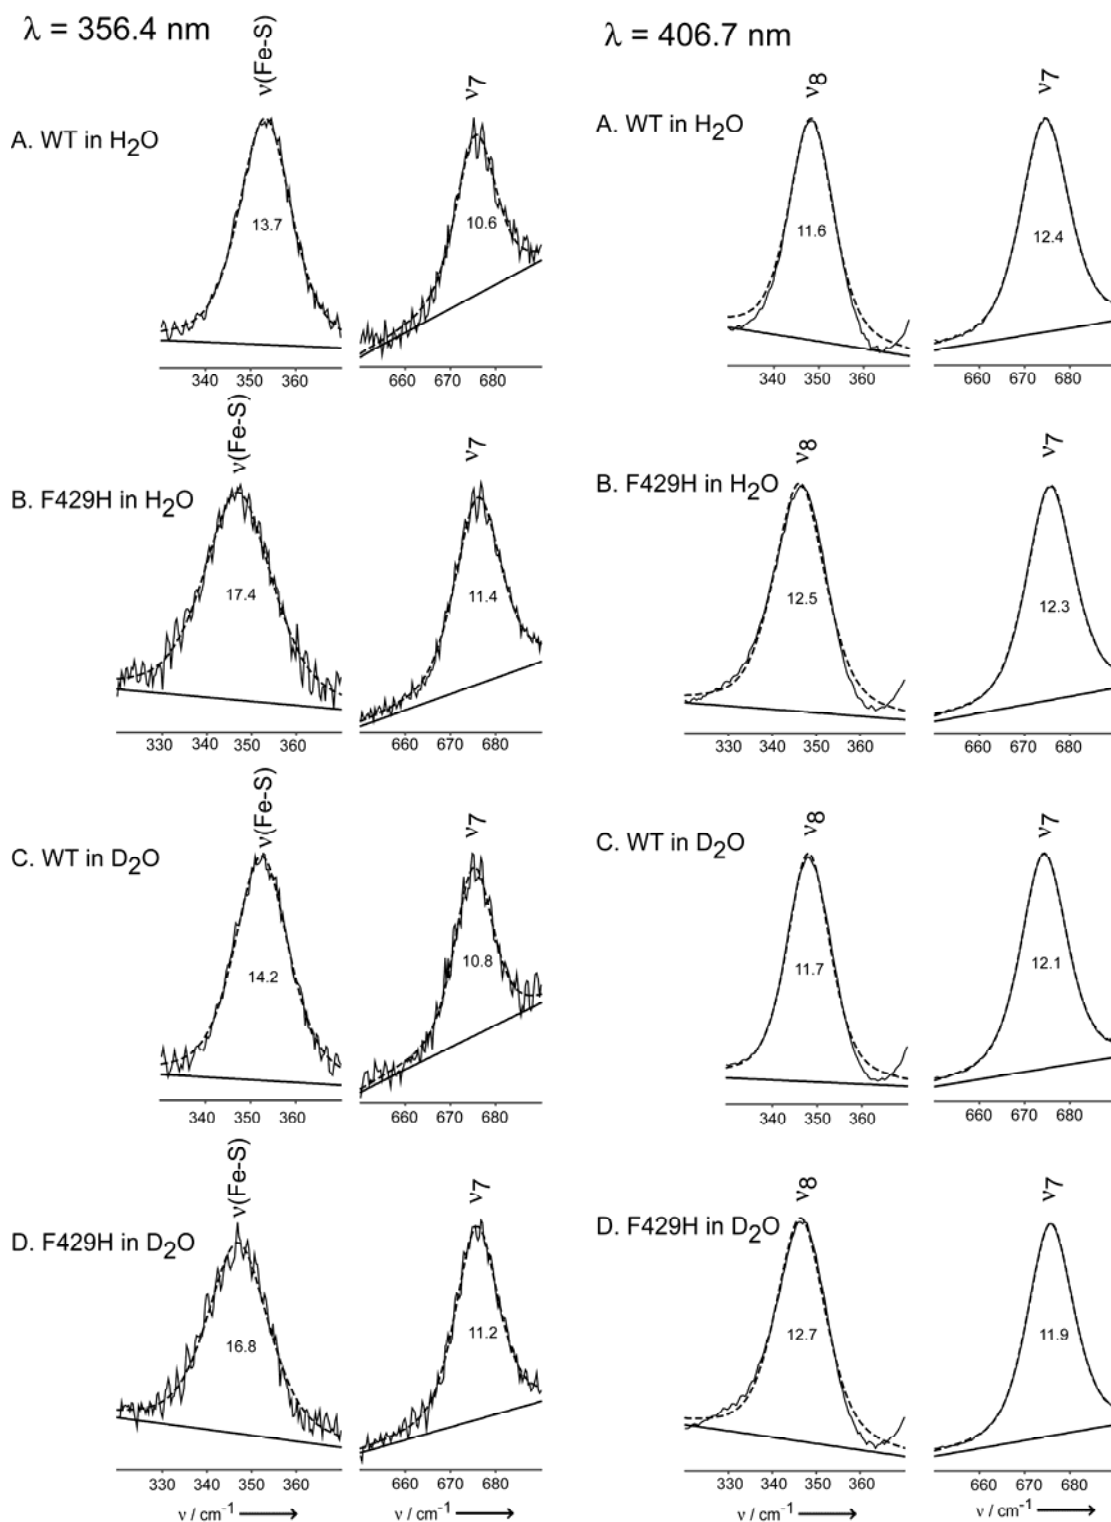 λ = 356.4 nm
ν(Fe-S)
ν7
A. WT in H2O
13.7
10.6
340 350 360
660 670 680
ν(Fe-S)
ν7
B. F429H in H2O
17.4
11.4
330 340 350 360
660 670 680
ν(Fe-S)
ν7
C. WT in D2O
14.2
10.8
340 350 360
660 670 680
ν(Fe-S)
ν7
D. F429H in D2O
16.8
11.2
330 340 350 360
660 670 680
ν / cm–1
ν / cm–1
λ = 406.7 nm
ν8
ν7
A. WT in H2O
11.6
12.4
340 350 360
660 670 680
ν8
ν7
B. F429H in H2O
12.5
12.3
330 340 350 360
660 670 680
ν8
ν7
C. WT in D2O
11.7
12.1
340 350 360
660 670 680
ν8
ν7
D. F429H in D2O
12.7
11.9
330 340 350 360
660 670 680
ν / cm–1
ν / cm-1